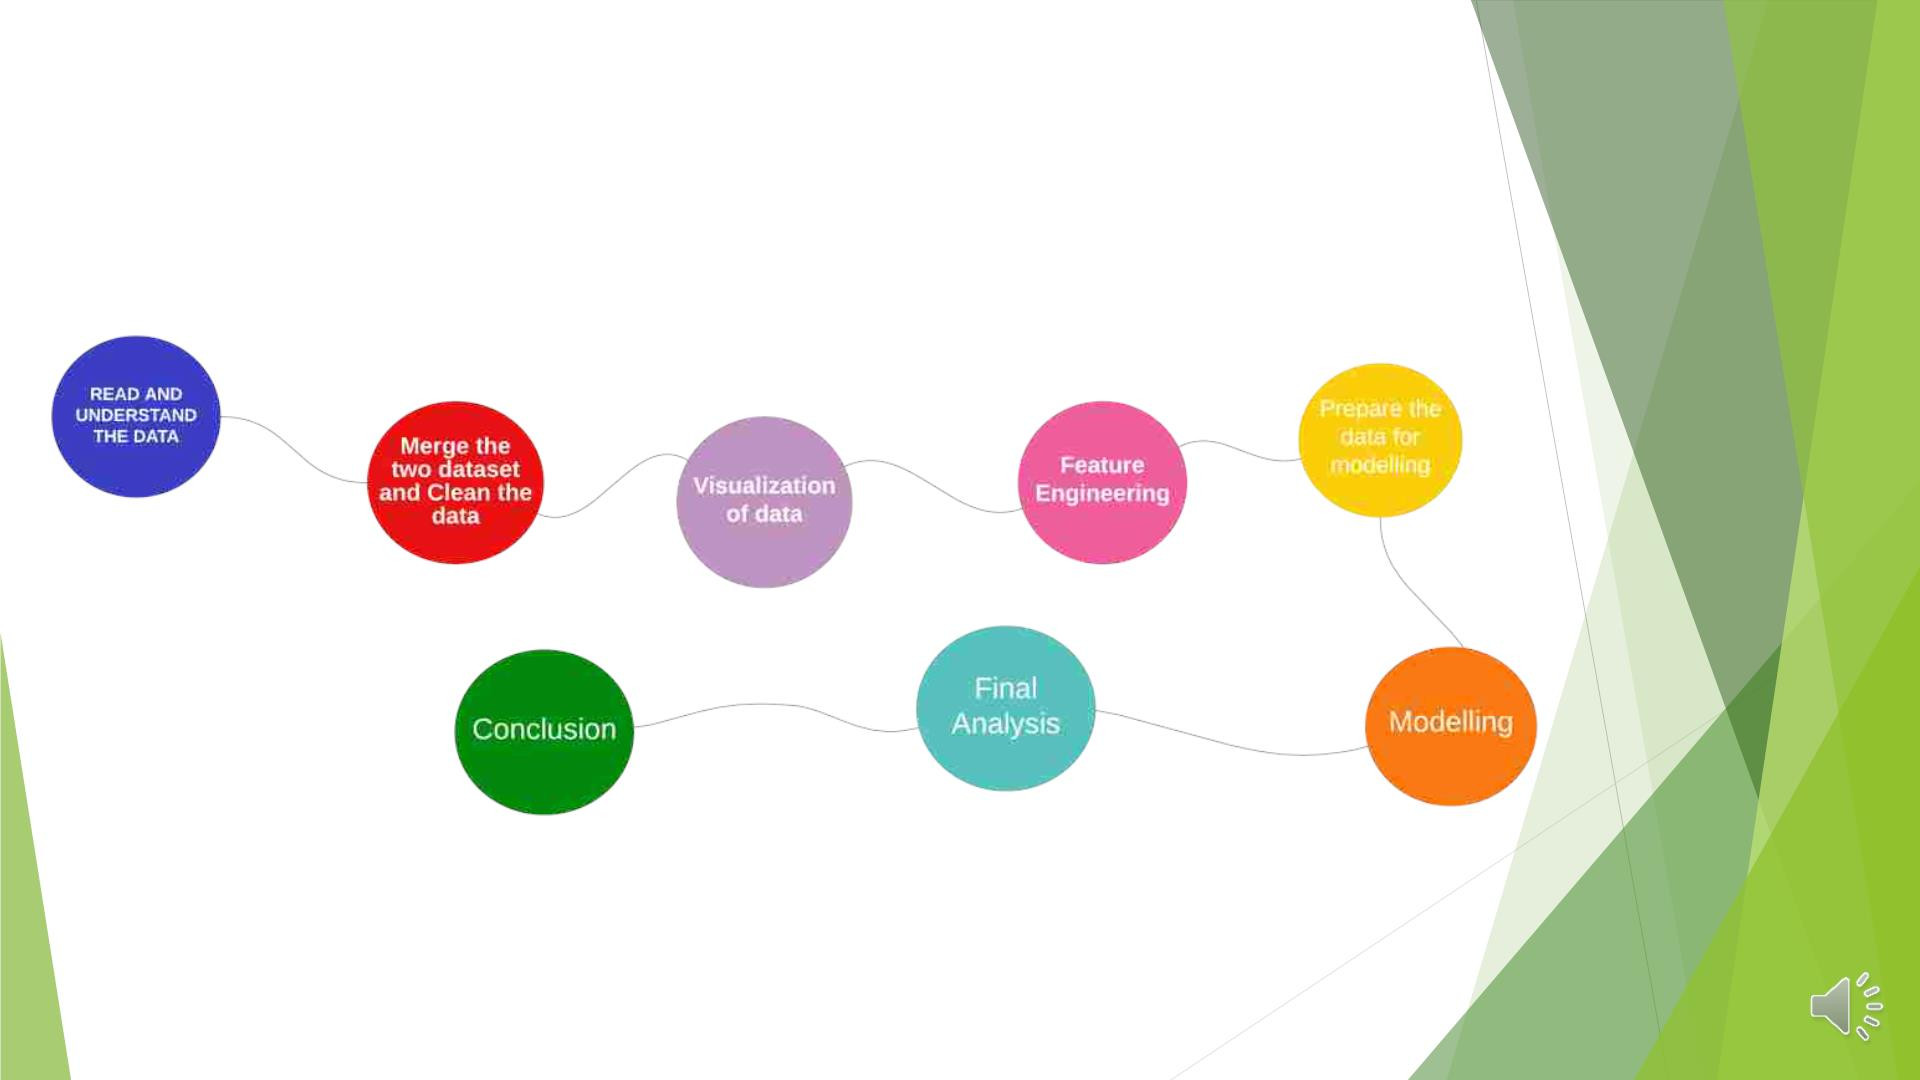 READ AND
UNDERSTAND
THE DATA
Merge the
two dataset
and Clean the
data
Visualization
of data
Feature
Engineering
Prepare the
data for
modelling
Modelling
Final
Analysis
Conclusion